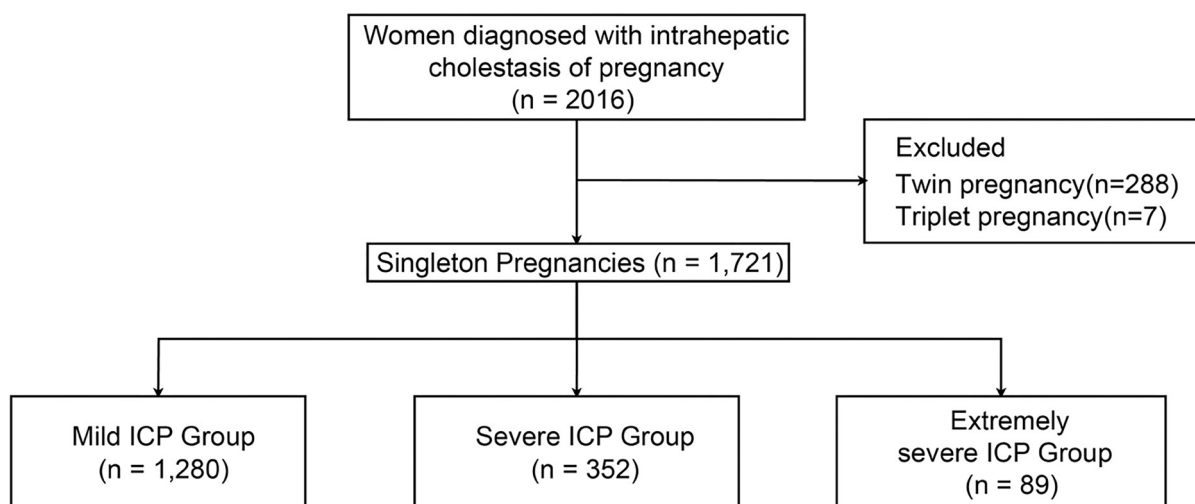 Women diagnosed with intrahepatic
cholestasis of pregnancy
(n = 2016)
Excluded
Twin pregnancy(n=288)
Triplet pregnancy(n=7)
Singleton Pregnancies (n = 1,721)
Mild ICP Group
(n = 1,280)
Severe ICP Group
(n = 352)
Extremely
severe ICP Group
(n = 89)